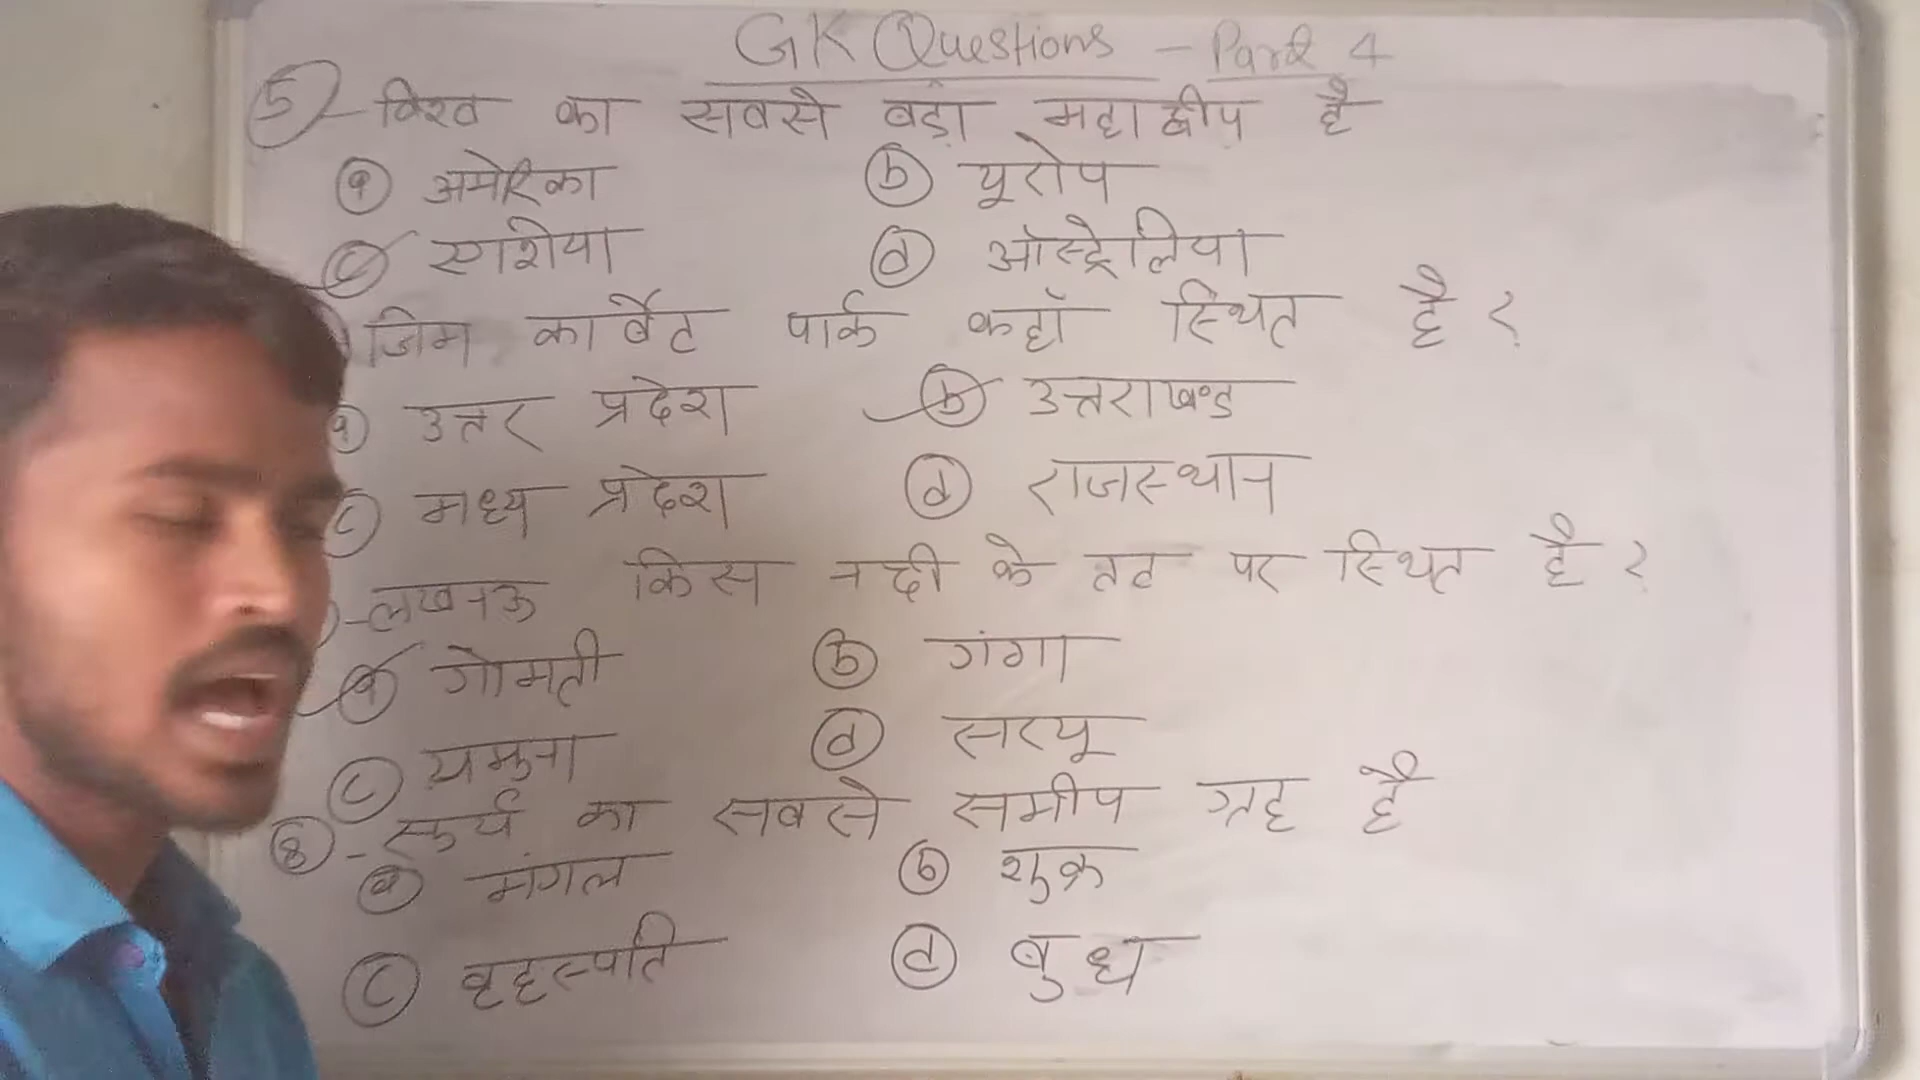 GK Questions - Part 4
5 - विश्व का सबसे बड़ा महाद्वीप है
a अमेरिका b यूरोप
c एशिया d ऑस्ट्रेलिया
जिम कार्बेट पार्क कहाँ स्थित है ?
a उत्तर प्रदेश b उत्तराखण्ड
c मध्य प्रदेश d राजस्थान
- लखनऊ किस नदी के तट पर स्थित है ?
a गोमती b गंगा
c यमुना d सरयू
8 - सूर्य का सबसे समीप ग्रह है
a मंगल b शुक्र
c बृहस्पति d बुध